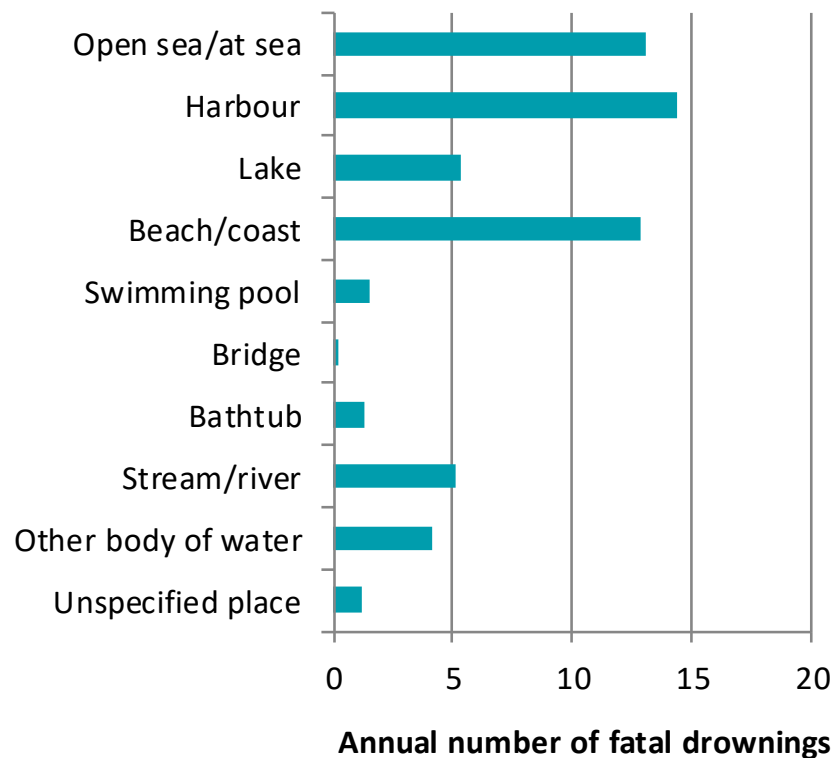 Open sea/at sea
Harbour
Lake
Beach/coast
Swimming pool
Bridge
Bathtub
Stream/river
Other body of water
Unspecified place
0 5 10 15 20
Annual number of fatal drownings